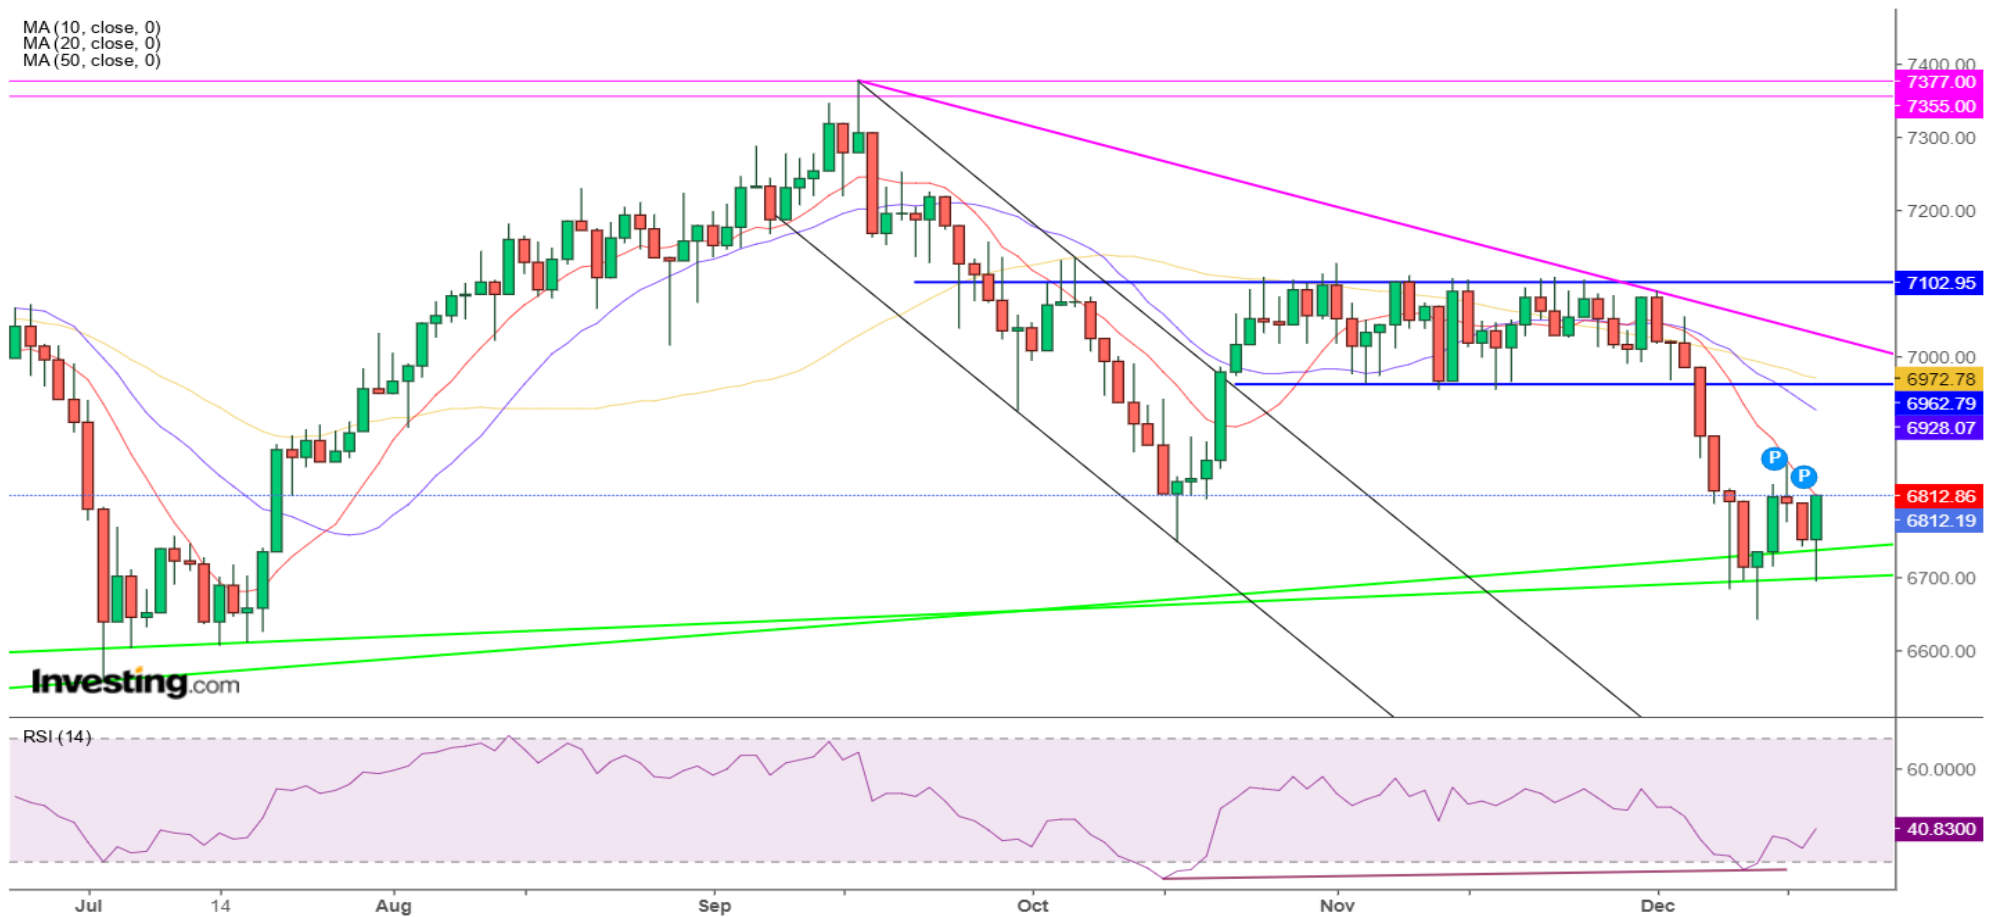 MA (10, close, 0)
MA (20, close, 0)
MA (50, close, 0)
7400.00
7377.00
7355.00
7300.00
7200.00
7102.95
7000.00
6972.78
6962.79
6928.07
P
P
6812.86
6812.19
6700.00
6600.00
Investing.com
RSI (14)
60.0000
40.8300
Jul 14 Aug Sep Oct Nov Dec